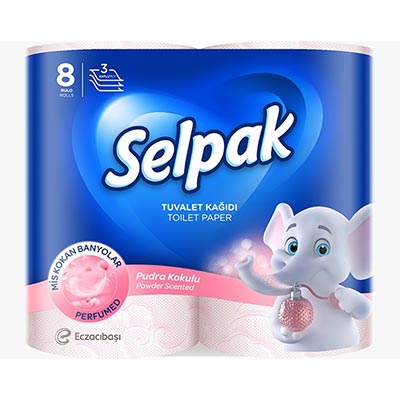 8
RULO
ROLLS
3
Selpak
TUVALET KAĞIDI
TOILET PAPER
MİS KOKAN BANYOLAR
PERFUMED
Pudra Kokulu
Powder Scented
Eczacıbaşı